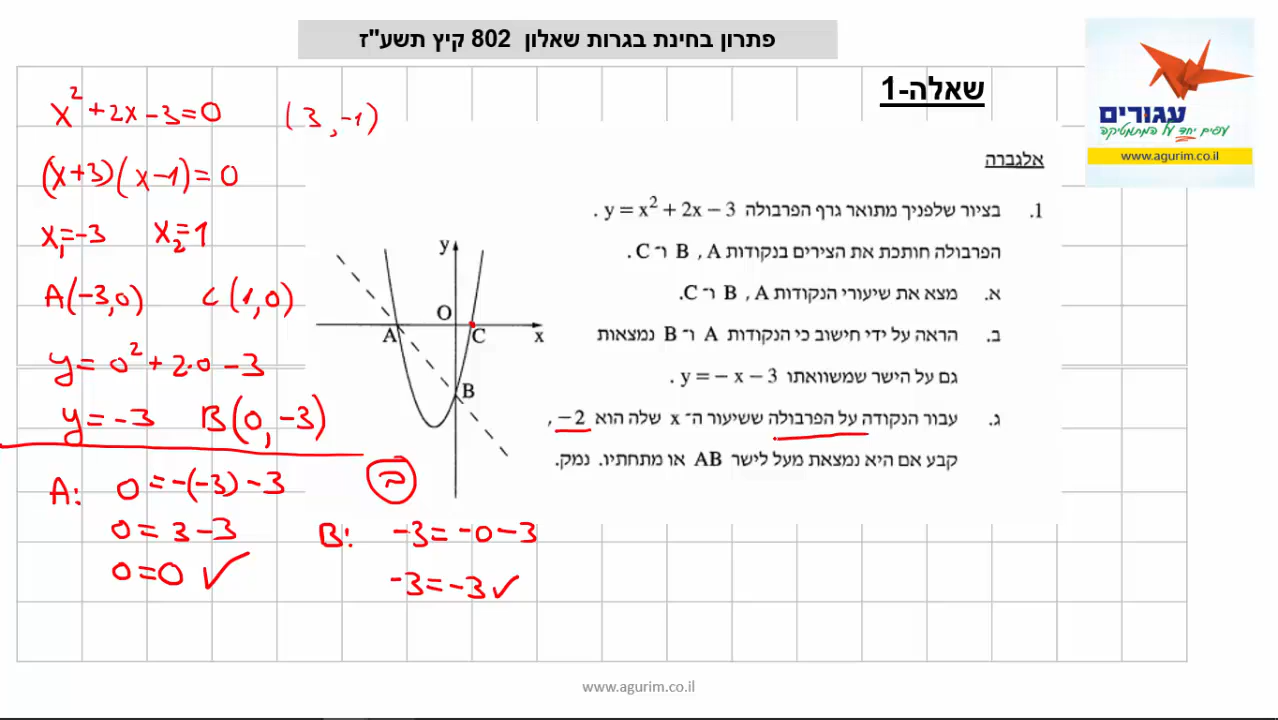 פתרון בחינת בגרות שאלון 802 קיץ תשע"ז
שאלה-1
עגורים
עפים יחד על המתמטיקה
www.agurim.co.il
אלגברה
1. בציור שלפניך מתואר גרף הפרבולה y = x² + 2x − 3 .
הפרבולה חותכת את הצירים בנקודות A , B ו־ C .
א. מצא את שיעורי הנקודות A , B ו־ C.
ב. הראה על ידי חישוב כי הנקודות A ו־ B נמצאות
גם על הישר שמשוואתו y = − x − 3 .
ג. עבור הנקודה על הפרבולה ששיעור ה־ x שלה הוא −2 ,
קבע אם היא נמצאת מעל לישר AB או מתחתיו. נמק.
y
O
A
C
x
B
x² + 2x − 3 = 0 (3, −1)
(x+3)(x−1) = 0
x₁ = −3 x₂ = 1
A(−3,0) C(1,0)
y = 0² + 2·0 − 3
y = −3 B(0,−3)
ב
A: 0 = −(−3) − 3
0 = 3 − 3
0 = 0 ✓
B: −3 = −0 − 3
−3 = −3 ✓
www.agurim.co.il